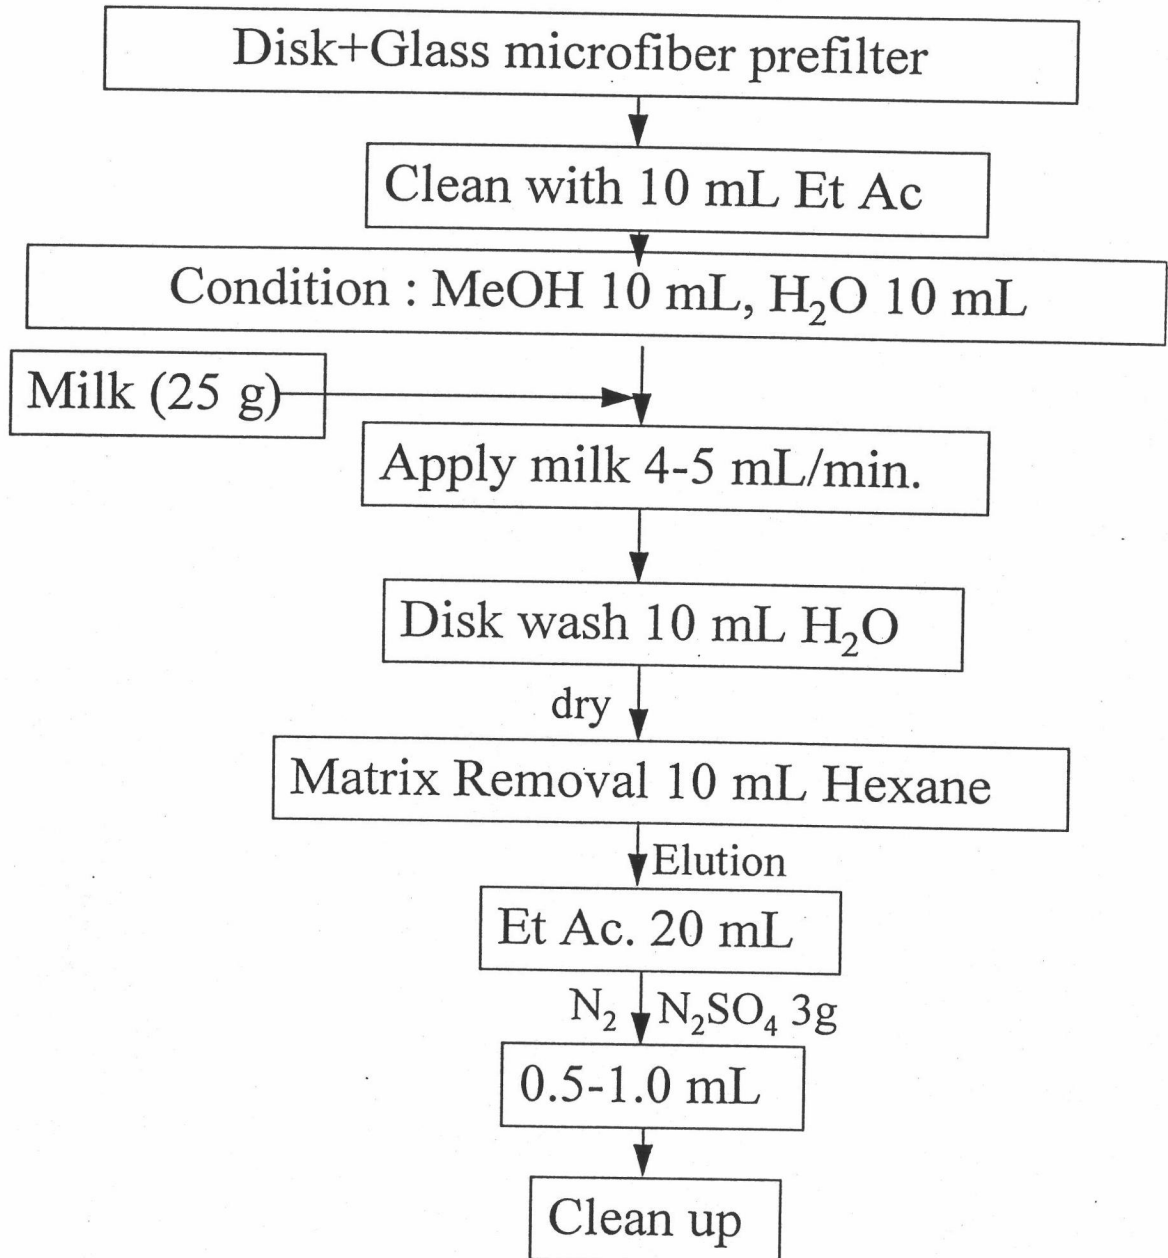 Disk+Glass microfiber prefilter
Clean with 10 mL Et Ac
Condition : MeOH 10 mL, H₂O 10 mL
Milk (25 g)
Apply milk 4-5 mL/min.
Disk wash 10 mL H₂O
dry
Matrix Removal 10 mL Hexane
Elution
Et Ac. 20 mL
N₂ N₂SO₄ 3g
0.5-1.0 mL
Clean up